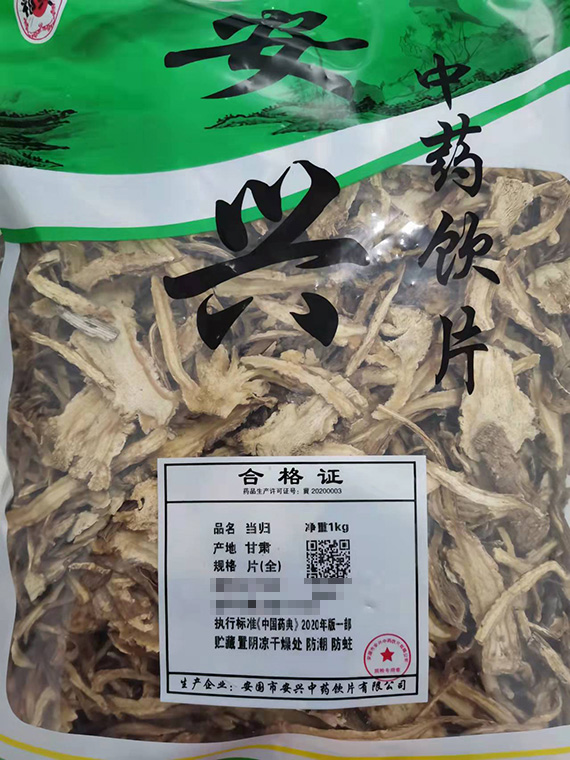 安兴
中药饮片
合格证
药品生产许可证号：冀20200003
品名 当归 净重1kg
产地 甘肃
规格 片(全)
执行标准《中国药典》2020年版一部
贮藏置阴凉干燥处 防潮 防蛀
生产企业：安国市安兴中药饮片有限公司